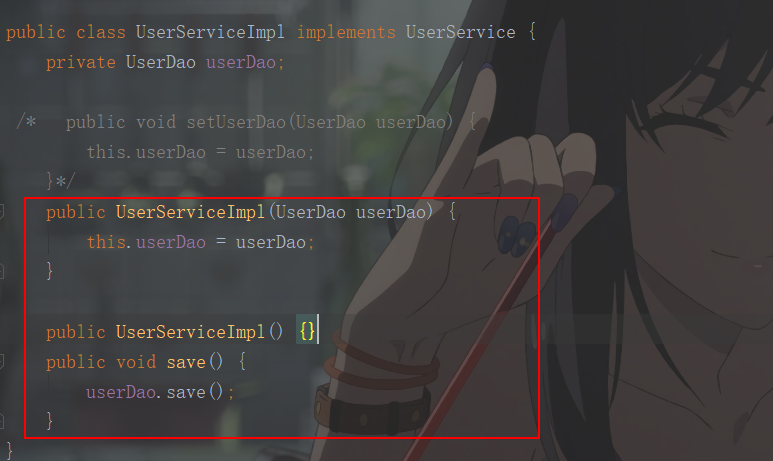 public class UserServiceImpl implements UserService {
    private UserDao userDao;
 /*   public void setUserDao(UserDao userDao) {
        this.userDao = userDao;
    }*/
    public UserServiceImpl(UserDao userDao) {
        this.userDao = userDao;
    }
    public UserServiceImpl() {}
    public void save() {
        userDao.save();
    }
}